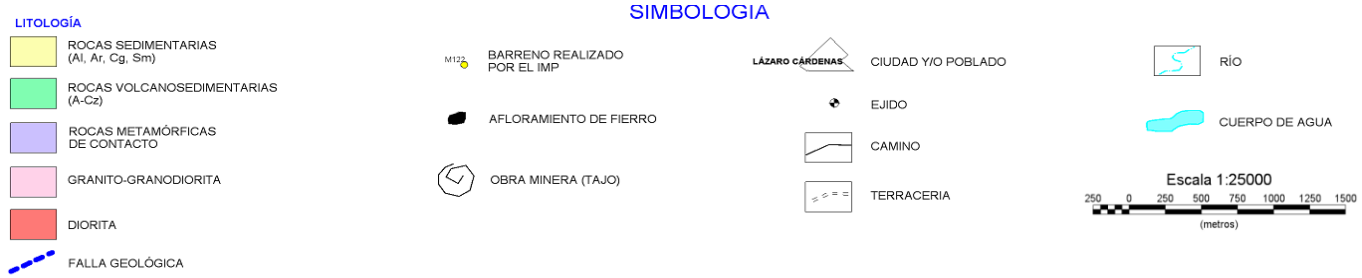 SIMBOLOGIA
LITOLOGÍA
ROCAS SEDIMENTARIAS
(Al, Ar, Cg, Sm)
ROCAS VOLCANOSEDIMENTARIAS
(A-Cz)
ROCAS METAMÓRFICAS
DE CONTACTO
GRANITO-GRANODIORITA
DIORITA
FALLA GEOLÓGICA
M122
BARRENO REALIZADO
POR EL IMP
AFLORAMIENTO DE FIERRO
OBRA MINERA (TAJO)
LÁZARO CÁRDENAS
CIUDAD Y/O POBLADO
EJIDO
CAMINO
TERRACERIA
RÍO
CUERPO DE AGUA
Escala 1:25000
250 0 250 500 750 1000 1250 1500
(metros)